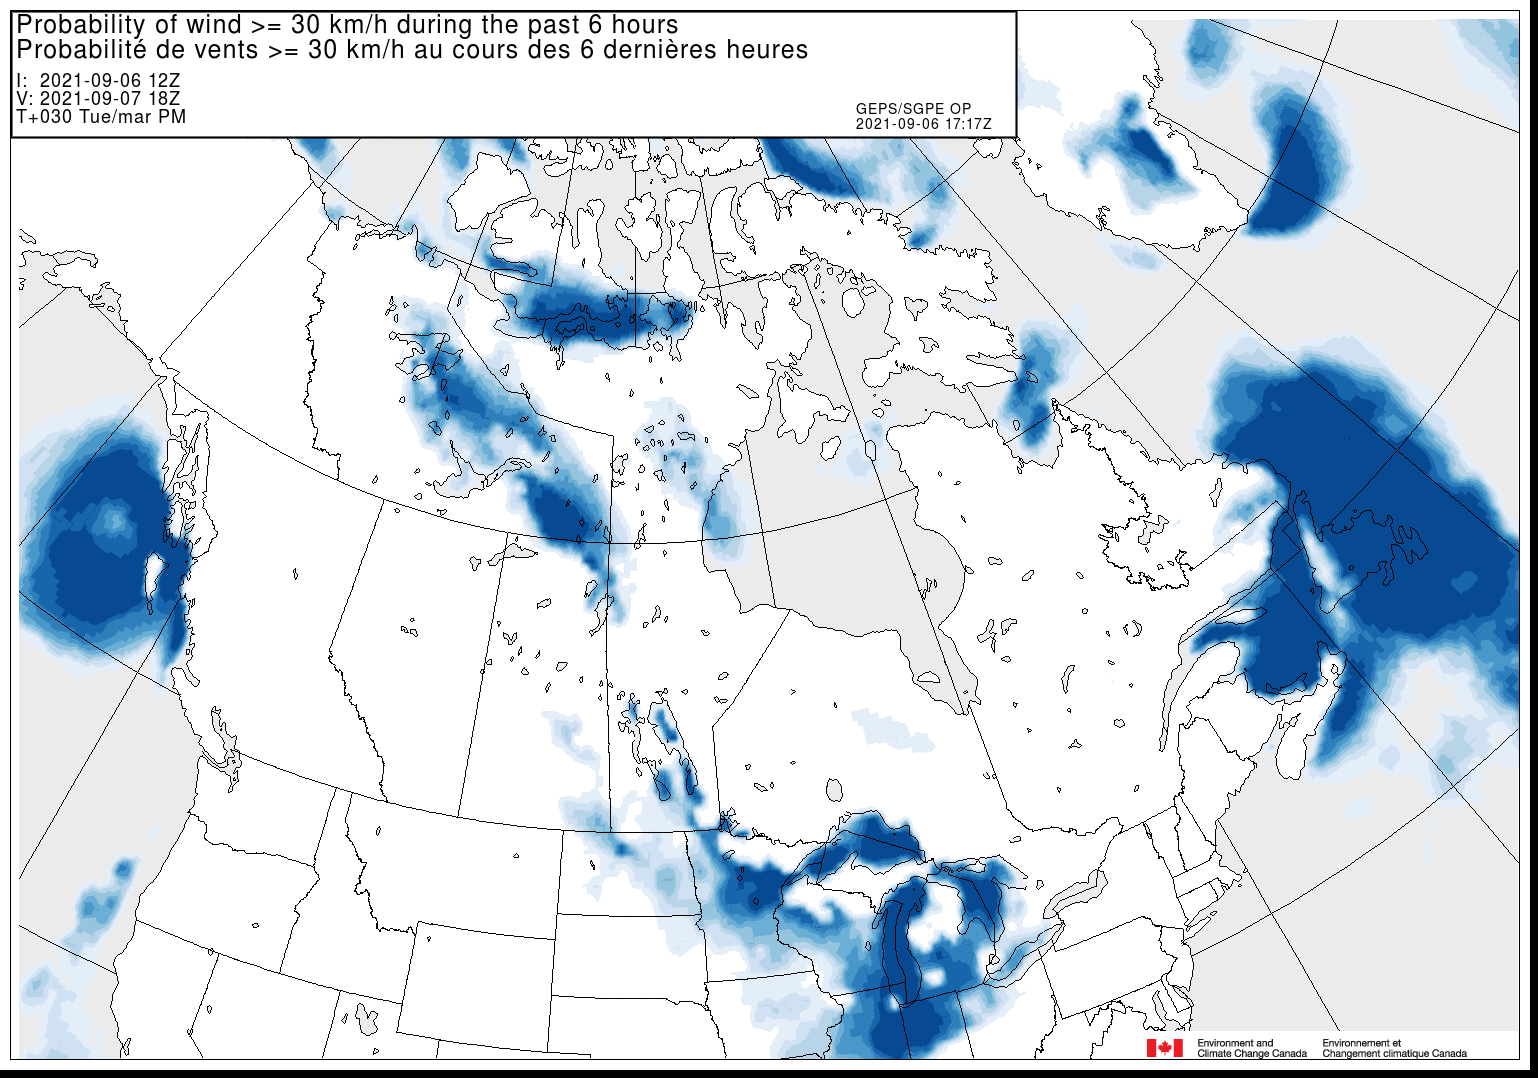 Probability of wind >= 30 km/h during the past 6 hours
Probabilité de vents >= 30 km/h au cours des 6 dernières heures
I: 2021-09-06 12Z
V: 2021-09-07 18Z
T+030 Tue/mar PM
GEPS/SGPE OP
2021-09-06 17:17Z
Environment and
Climate Change Canada
Environnement et
Changement climatique Canada